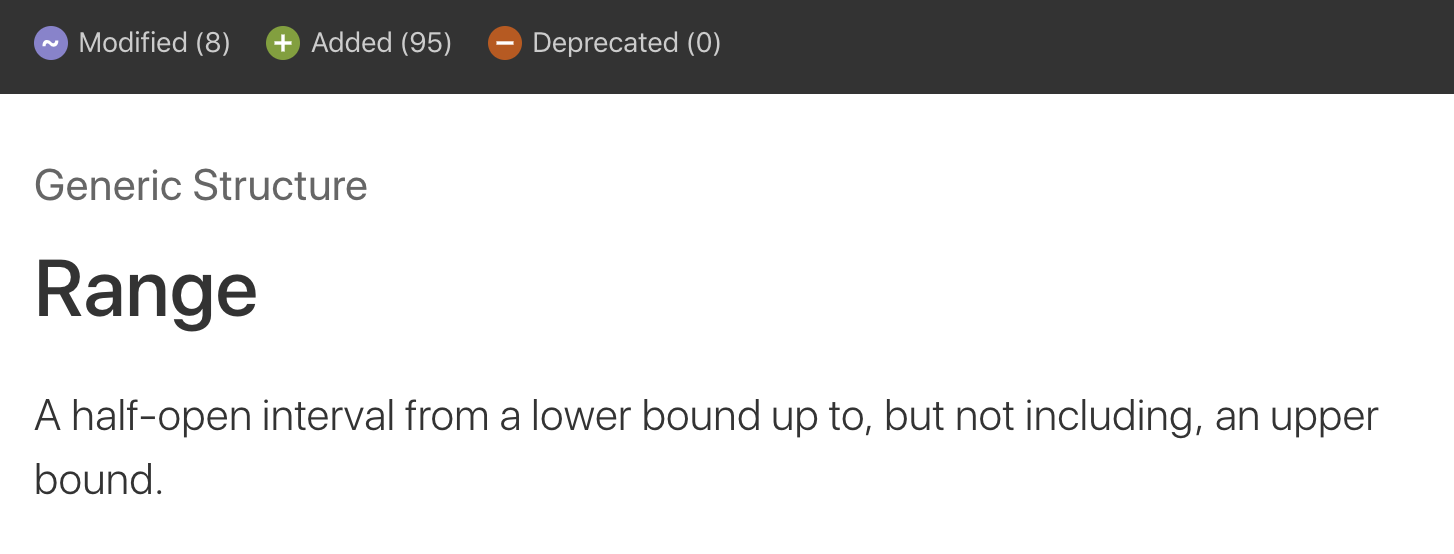 Modified (8) Added (95) Deprecated (0)
Generic Structure
Range
A half-open interval from a lower bound up to, but not including, an upper
bound.